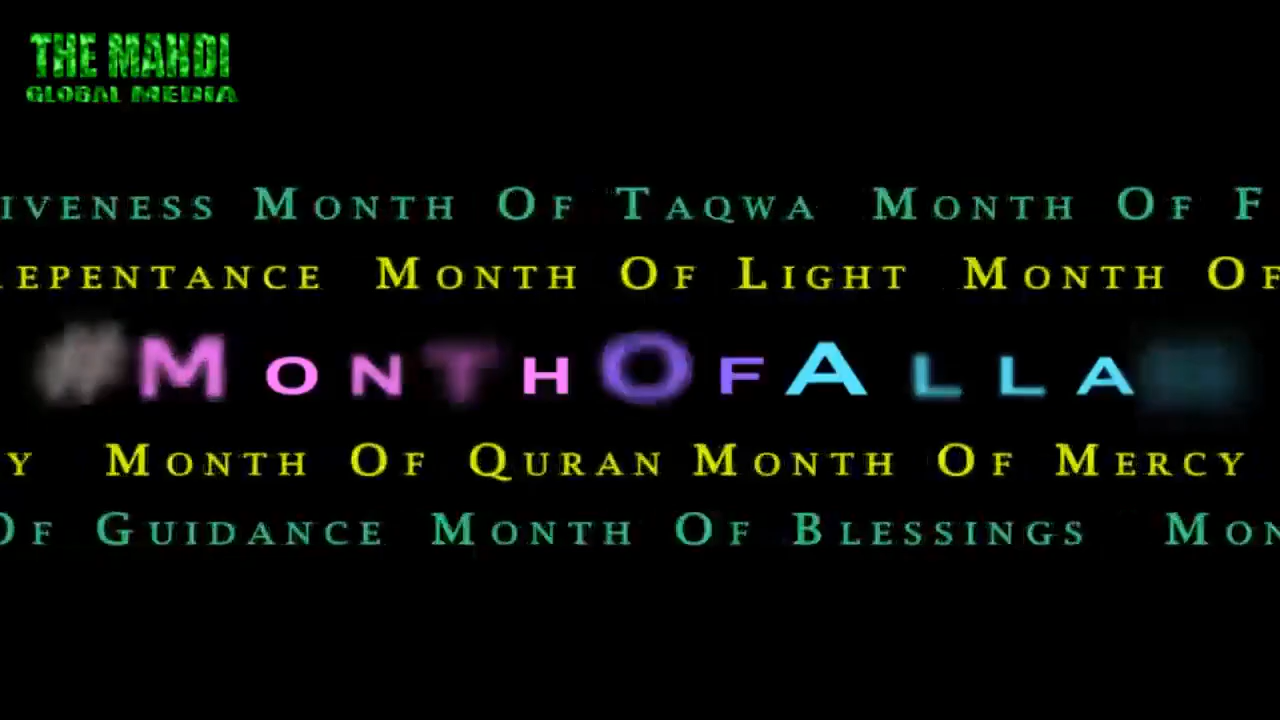 THE MAHDI
GLOBAL MEDIA
IVENESS MONTH OF TAQWA MONTH OF F
EPENTANCE MONTH OF LIGHT MONTH OF
#MONTHOFALLA
Y MONTH OF QURAN MONTH OF MERCY
OF GUIDANCE MONTH OF BLESSINGS MON